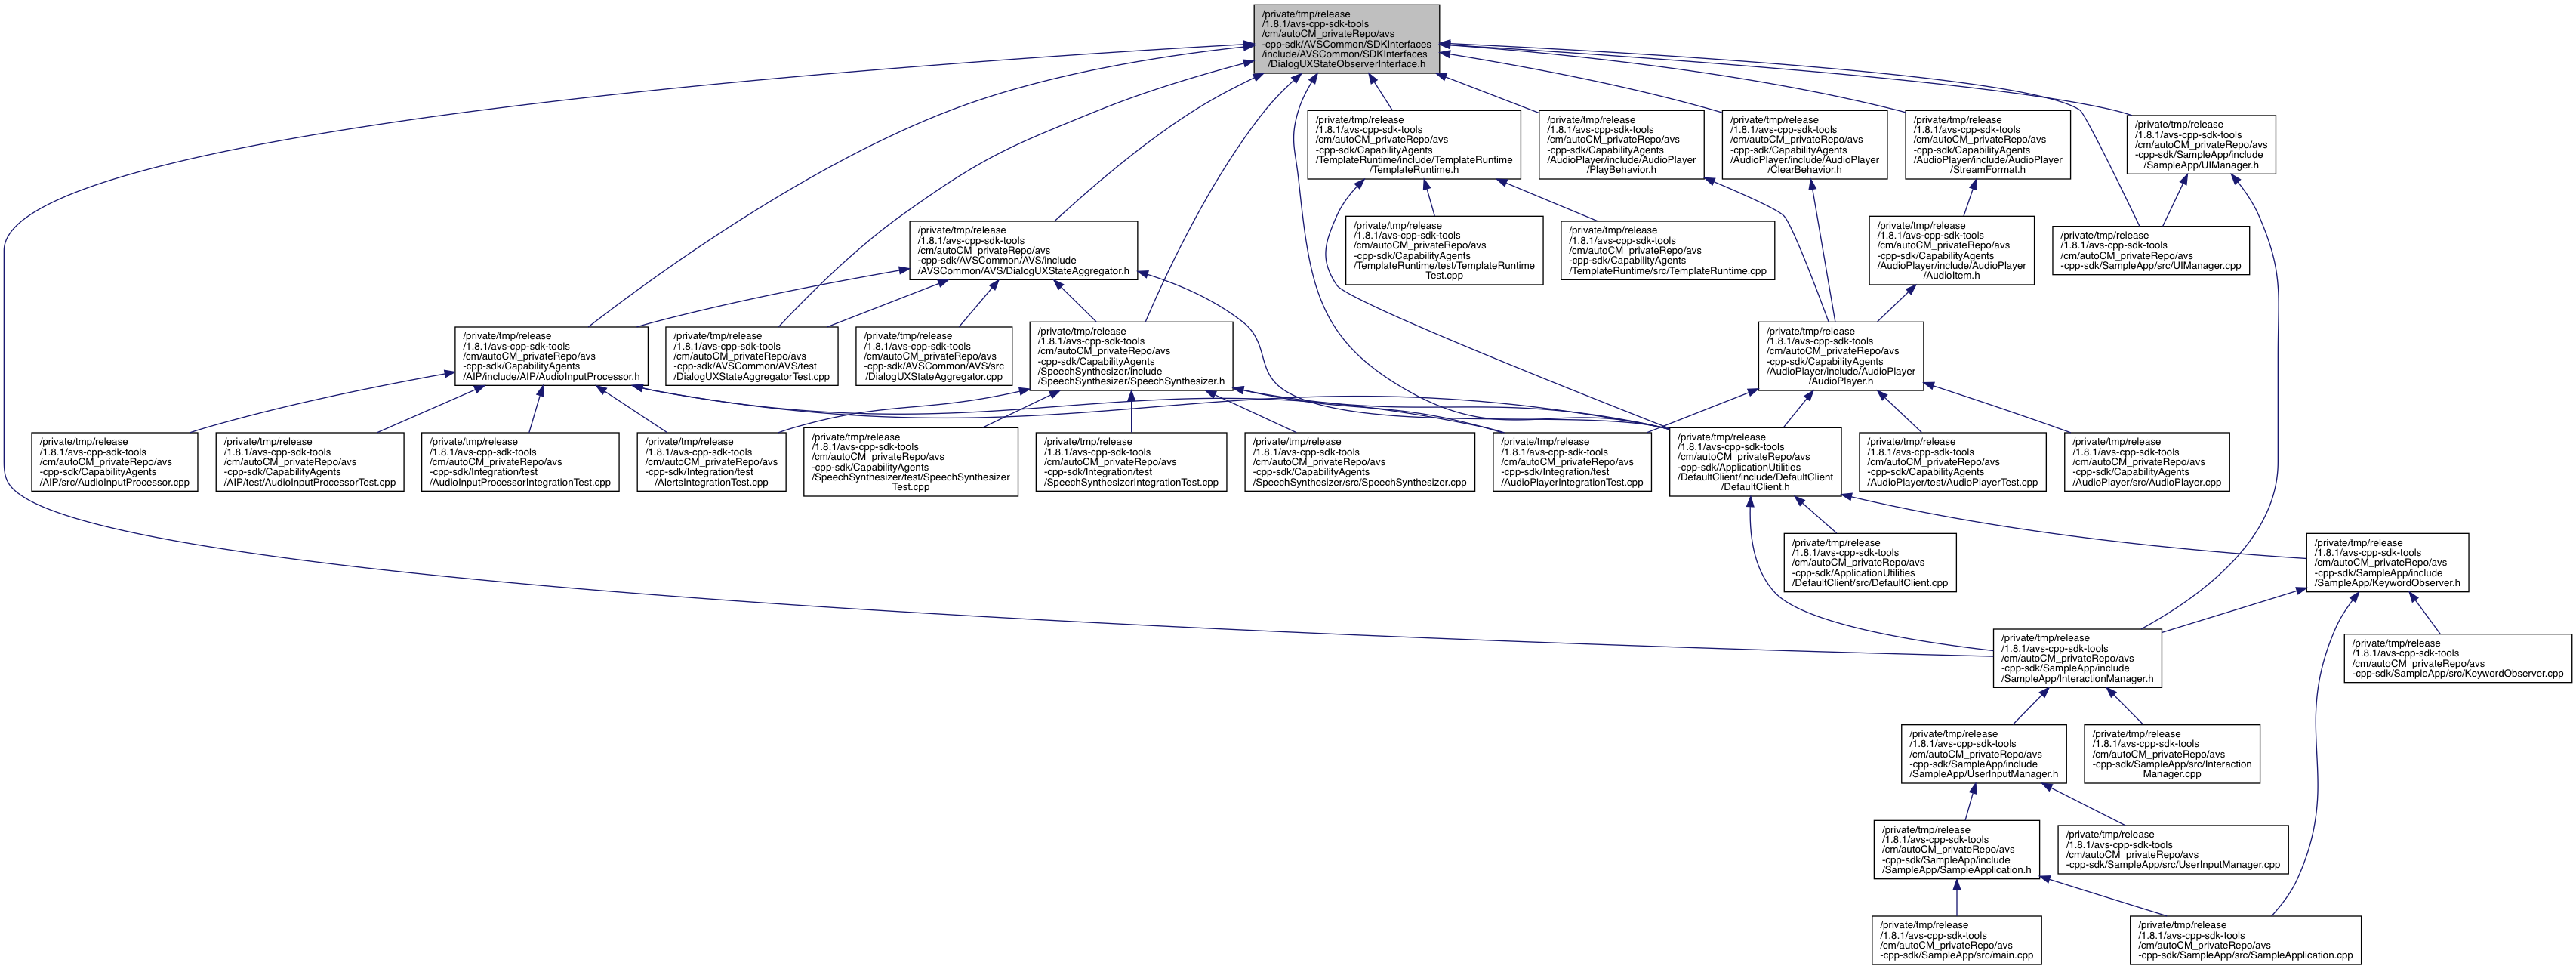 /private/tmp/release
/1.8.1/avs-cpp-sdk-tools
/cm/autoCM_privateRepo/avs
-cpp-sdk/AVSCommon/SDKInterfaces
/include/AVSCommon/SDKInterfaces
/DialogUXStateObserverInterface.h
/private/tmp/release
/1.8.1/avs-cpp-sdk-tools
/cm/autoCM_privateRepo/avs
-cpp-sdk/CapabilityAgents
/TemplateRuntime/include/TemplateRuntime
/TemplateRuntime.h
/private/tmp/release
/1.8.1/avs-cpp-sdk-tools
/cm/autoCM_privateRepo/avs
-cpp-sdk/CapabilityAgents
/AudioPlayer/include/AudioPlayer
/PlayBehavior.h
/private/tmp/release
/1.8.1/avs-cpp-sdk-tools
/cm/autoCM_privateRepo/avs
-cpp-sdk/CapabilityAgents
/AudioPlayer/include/AudioPlayer
/ClearBehavior.h
/private/tmp/release
/1.8.1/avs-cpp-sdk-tools
/cm/autoCM_privateRepo/avs
-cpp-sdk/CapabilityAgents
/AudioPlayer/include/AudioPlayer
/StreamFormat.h
/private/tmp/release
/1.8.1/avs-cpp-sdk-tools
/cm/autoCM_privateRepo/avs
-cpp-sdk/SampleApp/include
/SampleApp/UIManager.h
/private/tmp/release
/1.8.1/avs-cpp-sdk-tools
/cm/autoCM_privateRepo/avs
-cpp-sdk/AVSCommon/AVS/include
/AVSCommon/AVS/DialogUXStateAggregator.h
/private/tmp/release
/1.8.1/avs-cpp-sdk-tools
/cm/autoCM_privateRepo/avs
-cpp-sdk/CapabilityAgents
/TemplateRuntime/test/TemplateRuntime
Test.cpp
/private/tmp/release
/1.8.1/avs-cpp-sdk-tools
/cm/autoCM_privateRepo/avs
-cpp-sdk/CapabilityAgents
/TemplateRuntime/src/TemplateRuntime.cpp
/private/tmp/release
/1.8.1/avs-cpp-sdk-tools
/cm/autoCM_privateRepo/avs
-cpp-sdk/CapabilityAgents
/AudioPlayer/include/AudioPlayer
/AudioItem.h
/private/tmp/release
/1.8.1/avs-cpp-sdk-tools
/cm/autoCM_privateRepo/avs
-cpp-sdk/SampleApp/src/UIManager.cpp
/private/tmp/release
/1.8.1/avs-cpp-sdk-tools
/cm/autoCM_privateRepo/avs
-cpp-sdk/CapabilityAgents
/AIP/include/AIP/AudioInputProcessor.h
/private/tmp/release
/1.8.1/avs-cpp-sdk-tools
/cm/autoCM_privateRepo/avs
-cpp-sdk/AVSCommon/AVS/test
/DialogUXStateAggregatorTest.cpp
/private/tmp/release
/1.8.1/avs-cpp-sdk-tools
/cm/autoCM_privateRepo/avs
-cpp-sdk/AVSCommon/AVS/src
/DialogUXStateAggregator.cpp
/private/tmp/release
/1.8.1/avs-cpp-sdk-tools
/cm/autoCM_privateRepo/avs
-cpp-sdk/CapabilityAgents
/SpeechSynthesizer/include
/SpeechSynthesizer/SpeechSynthesizer.h
/private/tmp/release
/1.8.1/avs-cpp-sdk-tools
/cm/autoCM_privateRepo/avs
-cpp-sdk/CapabilityAgents
/AudioPlayer/include/AudioPlayer
/AudioPlayer.h
/private/tmp/release
/1.8.1/avs-cpp-sdk-tools
/cm/autoCM_privateRepo/avs
-cpp-sdk/CapabilityAgents
/AIP/src/AudioInputProcessor.cpp
/private/tmp/release
/1.8.1/avs-cpp-sdk-tools
/cm/autoCM_privateRepo/avs
-cpp-sdk/CapabilityAgents
/AIP/test/AudioInputProcessorTest.cpp
/private/tmp/release
/1.8.1/avs-cpp-sdk-tools
/cm/autoCM_privateRepo/avs
-cpp-sdk/Integration/test
/AudioInputProcessorIntegrationTest.cpp
/private/tmp/release
/1.8.1/avs-cpp-sdk-tools
/cm/autoCM_privateRepo/avs
-cpp-sdk/Integration/test
/AlertsIntegrationTest.cpp
/private/tmp/release
/1.8.1/avs-cpp-sdk-tools
/cm/autoCM_privateRepo/avs
-cpp-sdk/CapabilityAgents
/SpeechSynthesizer/test/SpeechSynthesizer
Test.cpp
/private/tmp/release
/1.8.1/avs-cpp-sdk-tools
/cm/autoCM_privateRepo/avs
-cpp-sdk/Integration/test
/SpeechSynthesizerIntegrationTest.cpp
/private/tmp/release
/1.8.1/avs-cpp-sdk-tools
/cm/autoCM_privateRepo/avs
-cpp-sdk/CapabilityAgents
/SpeechSynthesizer/src/SpeechSynthesizer.cpp
/private/tmp/release
/1.8.1/avs-cpp-sdk-tools
/cm/autoCM_privateRepo/avs
-cpp-sdk/Integration/test
/AudioPlayerIntegrationTest.cpp
/private/tmp/release
/1.8.1/avs-cpp-sdk-tools
/cm/autoCM_privateRepo/avs
-cpp-sdk/ApplicationUtilities
/DefaultClient/include/DefaultClient
/DefaultClient.h
/private/tmp/release
/1.8.1/avs-cpp-sdk-tools
/cm/autoCM_privateRepo/avs
-cpp-sdk/CapabilityAgents
/AudioPlayer/test/AudioPlayerTest.cpp
/private/tmp/release
/1.8.1/avs-cpp-sdk-tools
/cm/autoCM_privateRepo/avs
-cpp-sdk/CapabilityAgents
/AudioPlayer/src/AudioPlayer.cpp
/private/tmp/release
/1.8.1/avs-cpp-sdk-tools
/cm/autoCM_privateRepo/avs
-cpp-sdk/ApplicationUtilities
/DefaultClient/src/DefaultClient.cpp
/private/tmp/release
/1.8.1/avs-cpp-sdk-tools
/cm/autoCM_privateRepo/avs
-cpp-sdk/SampleApp/include
/SampleApp/KeywordObserver.h
/private/tmp/release
/1.8.1/avs-cpp-sdk-tools
/cm/autoCM_privateRepo/avs
-cpp-sdk/SampleApp/include
/SampleApp/InteractionManager.h
/private/tmp/release
/1.8.1/avs-cpp-sdk-tools
/cm/autoCM_privateRepo/avs
-cpp-sdk/SampleApp/src/KeywordObserver.cpp
/private/tmp/release
/1.8.1/avs-cpp-sdk-tools
/cm/autoCM_privateRepo/avs
-cpp-sdk/SampleApp/include
/SampleApp/UserInputManager.h
/private/tmp/release
/1.8.1/avs-cpp-sdk-tools
/cm/autoCM_privateRepo/avs
-cpp-sdk/SampleApp/src/Interaction
Manager.cpp
/private/tmp/release
/1.8.1/avs-cpp-sdk-tools
/cm/autoCM_privateRepo/avs
-cpp-sdk/SampleApp/include
/SampleApp/SampleApplication.h
/private/tmp/release
/1.8.1/avs-cpp-sdk-tools
/cm/autoCM_privateRepo/avs
-cpp-sdk/SampleApp/src/UserInputManager.cpp
/private/tmp/release
/1.8.1/avs-cpp-sdk-tools
/cm/autoCM_privateRepo/avs
-cpp-sdk/SampleApp/src/main.cpp
/private/tmp/release
/1.8.1/avs-cpp-sdk-tools
/cm/autoCM_privateRepo/avs
-cpp-sdk/SampleApp/src/SampleApplication.cpp